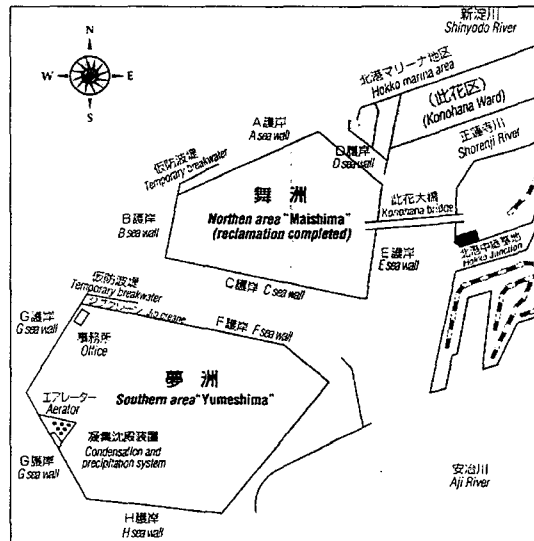 新淀川
Shinyodo River
N
W
E
S
北港マリーナ地区
Hokko marina area
(此花区)
(Konohana Ward)
正蓮寺川
Shorenji River
A護岸
A sea wall
D護岸
D sea wall
仮防波堤
Temporary breakwater
舞洲
Northen area "Maishima"
(reclamation completed)
此花大橋
Konohana bridge
B護岸
B sea wall
E護岸
E sea wall
北港中継基地
Hokko Junction
C護岸 C sea wall
仮防波堤
Temporary breakwater
G護岸
G sea wall
F護岸 F sea wall
事務所
Office
夢洲
Southern area "Yumeshima"
エアレーター
Aerator
凝集沈殿装置
Condensation and
precipitation system
G護岸
G sea wall
安治川
Aji River
H護岸
H sea wall